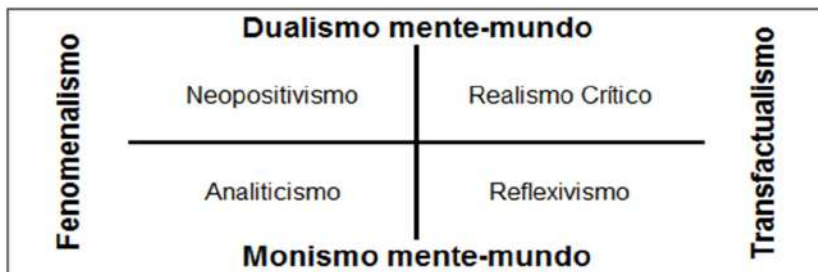 Dualismo mente-mundo
Fenomenalismo
Neopositivismo
Realismo Crítico
Transfactualismo
Analiticismo
Reflexivismo
Monismo mente-mundo